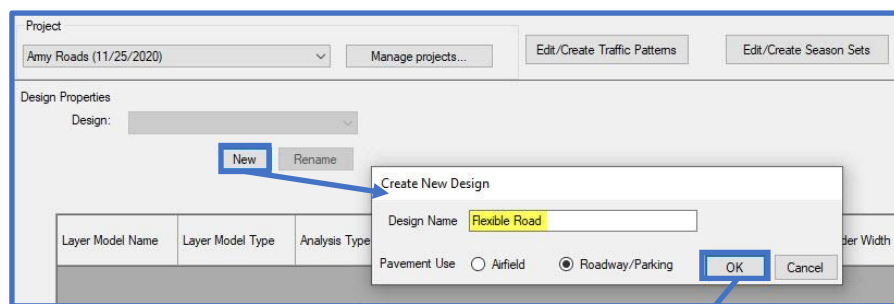 Project
Army Roads (11/25/2020)
Manage projects...
Edit/Create Traffic Patterns
Edit/Create Season Sets
Design Properties
Design:
New
Rename
Create New Design
Design Name
Flexible Road
Layer Model Name
Layer Model Type
Analysis Type
der Width
Pavement Use
Airfield
Roadway/Parking
OK
Cancel